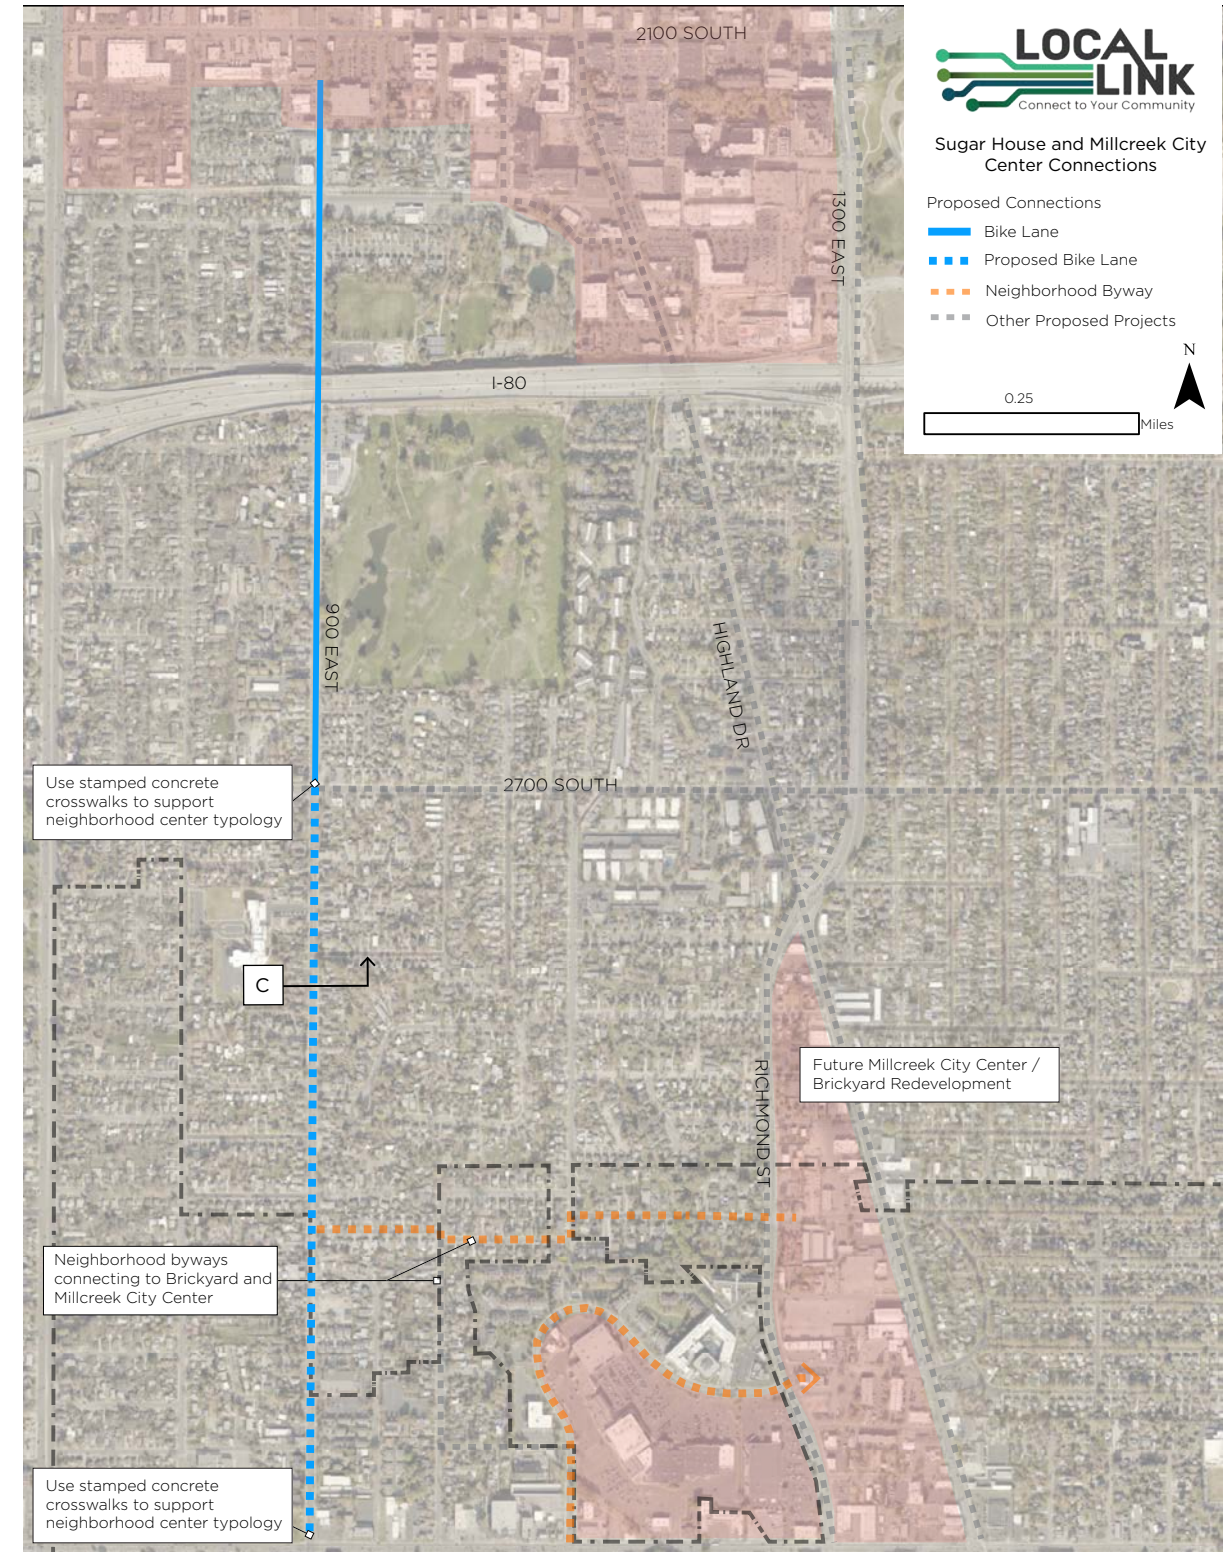 2100 SOUTH
LOCAL
LINK
Connect to Your Community
Sugar House and Millcreek City
Center Connections
Proposed Connections
Bike Lane
Proposed Bike Lane
Neighborhood Byway
Other Proposed Projects
N
0.25
Miles
1300 EAST
I-80
900 EAST
HIGHLAND DR
2700 SOUTH
Use stamped concrete
crosswalks to support
neighborhood center typology
C
RICHMOND ST
Future Millcreek City Center /
Brickyard Redevelopment
Neighborhood byways
connecting to Brickyard and
Millcreek City Center
Use stamped concrete
crosswalks to support
neighborhood center typology